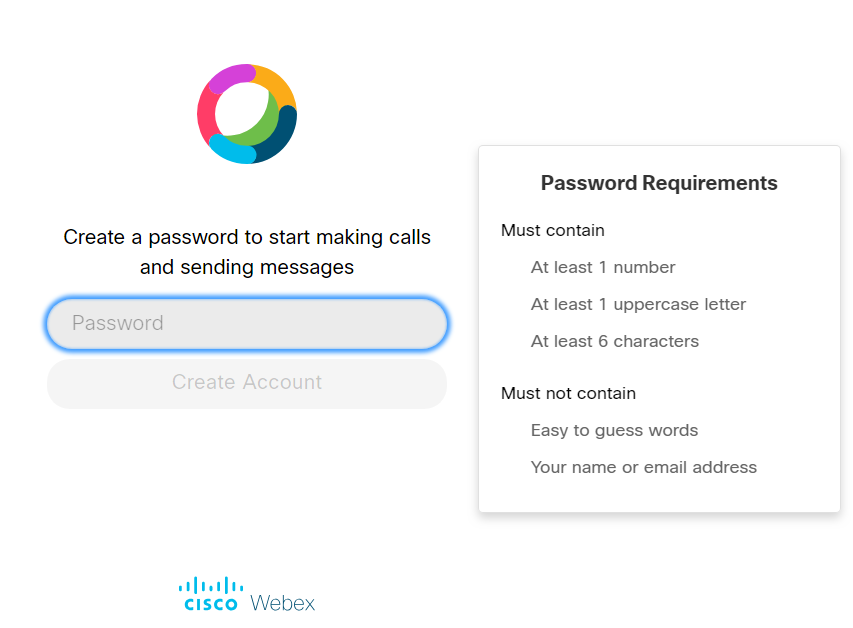 Create a password to start making calls
and sending messages
Password
Create Account
Password Requirements
Must contain
At least 1 number
At least 1 uppercase letter
At least 6 characters
Must not contain
Easy to guess words
Your name or email address
CISCO Webex